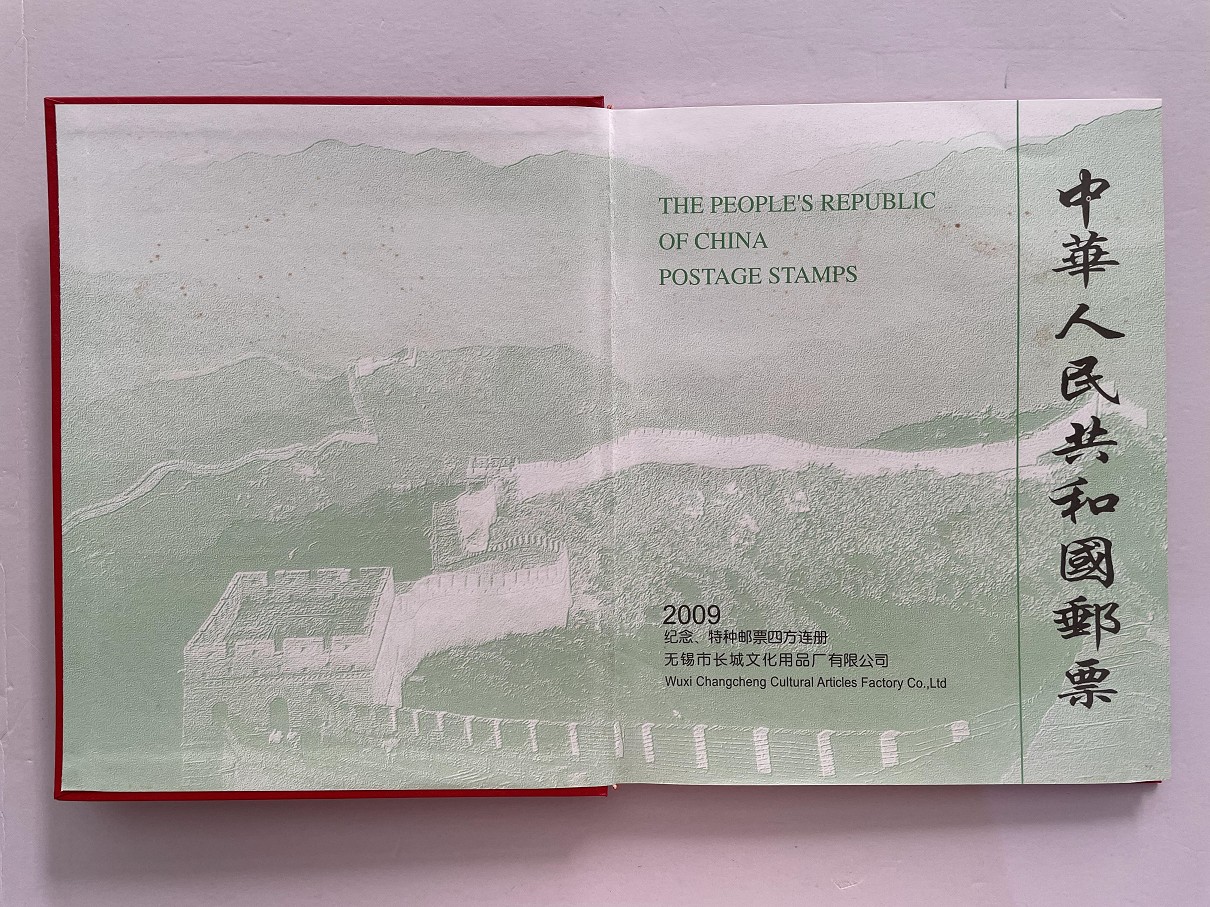 THE PEOPLE'S REPUBLIC
OF CHINA
POSTAGE STAMPS
中華人民共和國郵票
2009
纪念、特种邮票四方连册
无锡市长城文化用品厂有限公司
Wuxi Changcheng Cultural Articles Factory Co.,Ltd